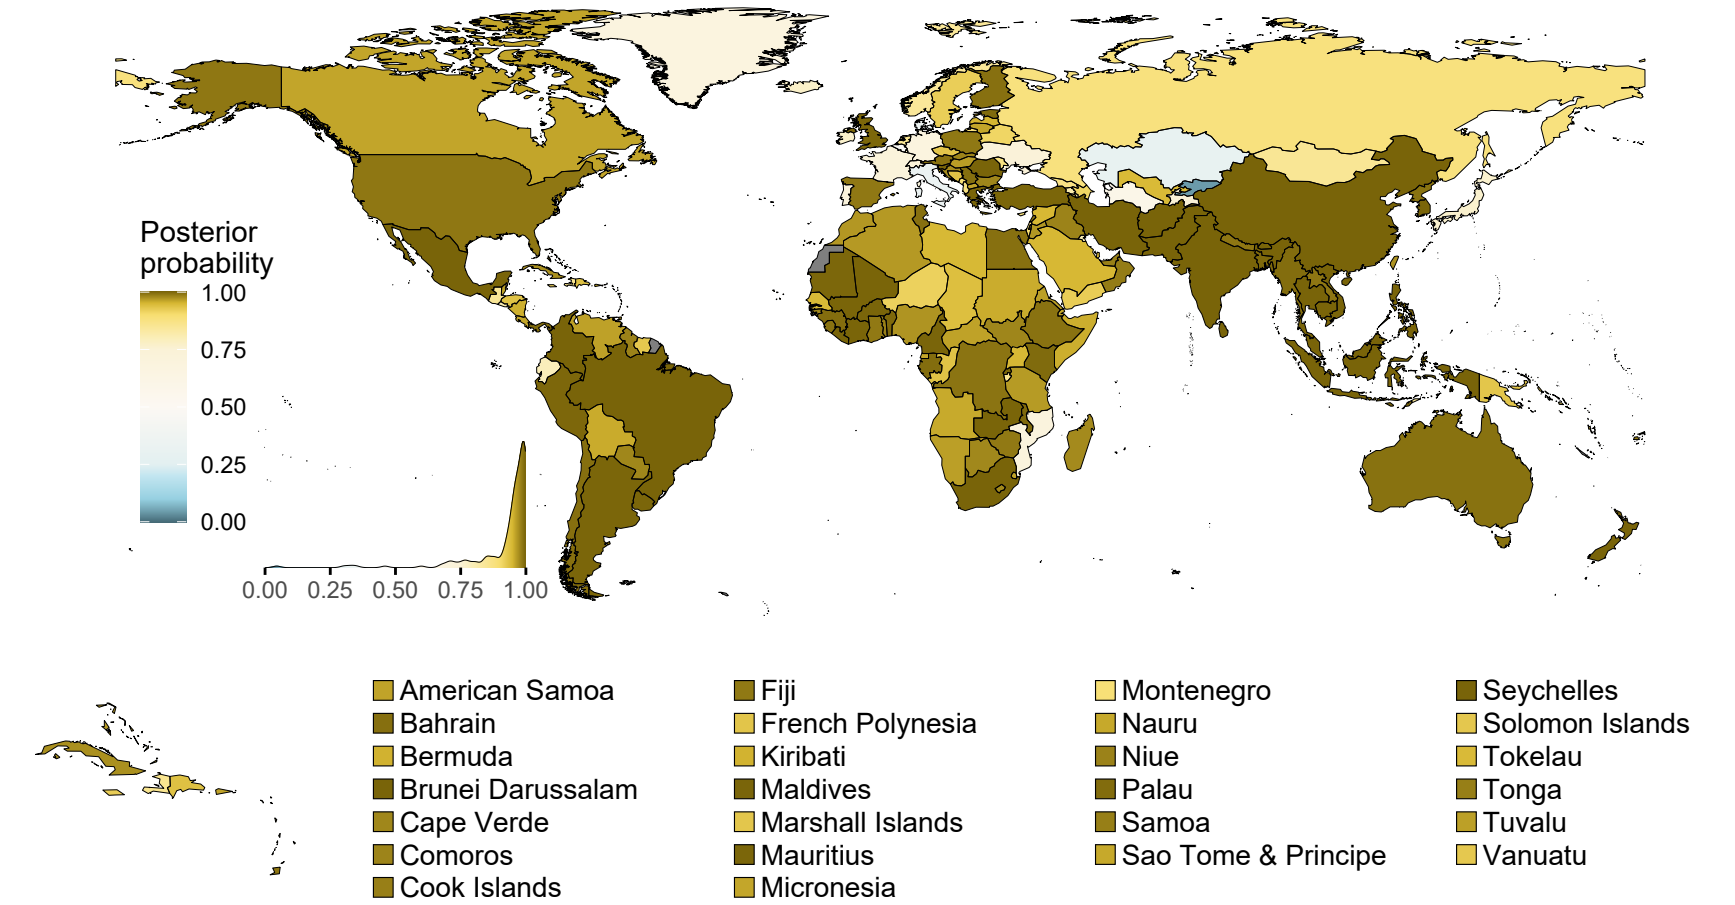 Posterior
probability
1.00
0.75
0.50
0.25
0.00
0.00 0.25 0.50 0.75 1.00
American Samoa Fiji Montenegro Seychelles
Bahrain French Polynesia Nauru Solomon Islands
Bermuda Kiribati Niue Tokelau
Brunei Darussalam Maldives Palau Tonga
Cape Verde Marshall Islands Samoa Tuvalu
Comoros Mauritius Sao Tome & Principe Vanuatu
Cook Islands Micronesia